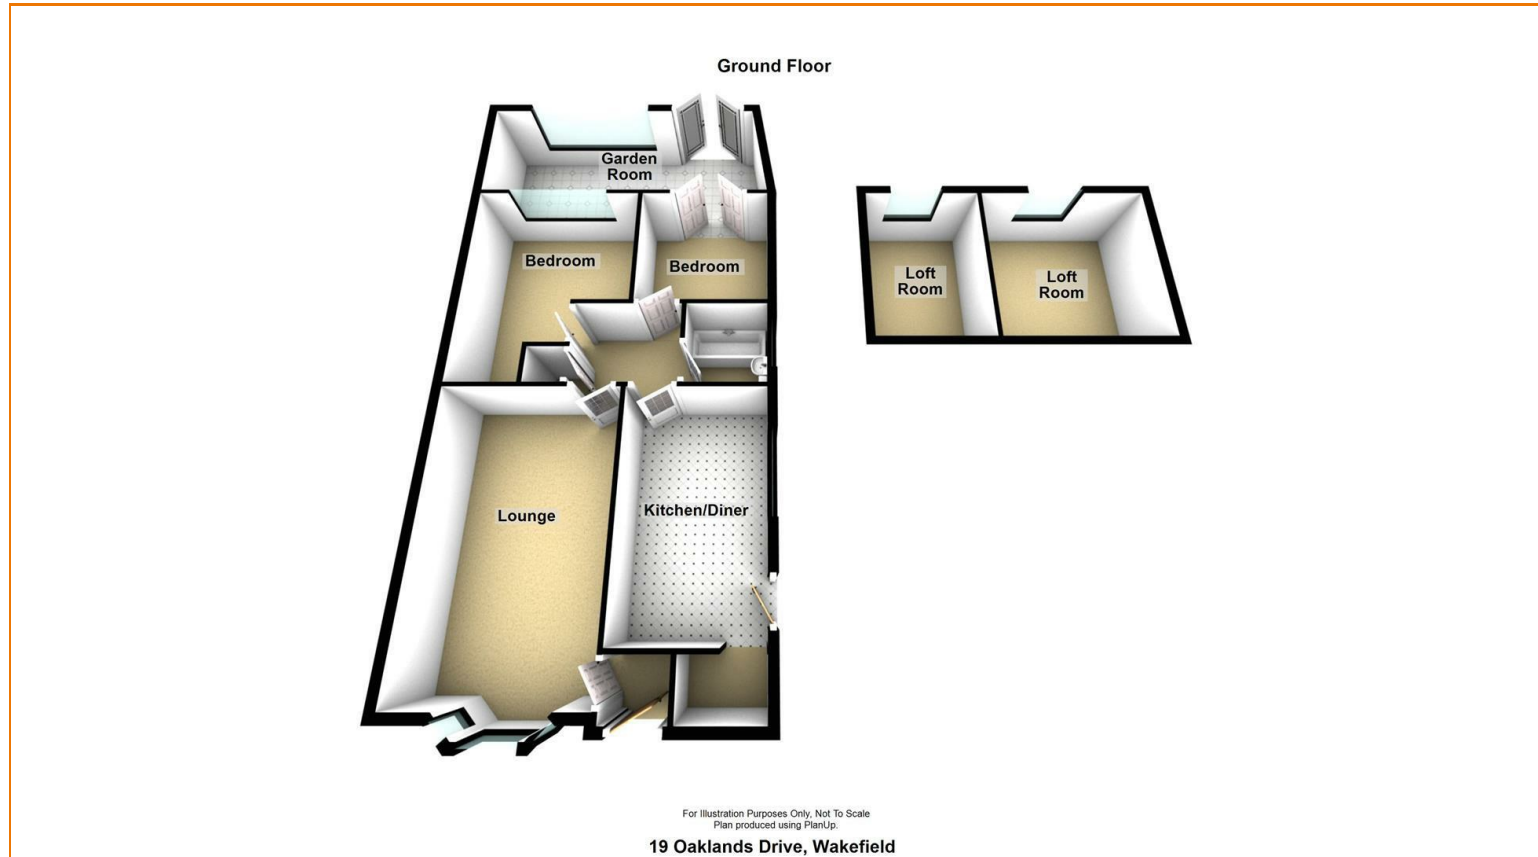 Ground Floor
Garden
Room
Bedroom
Bedroom
Loft
Room
Loft
Room
Lounge
Kitchen/Diner
For Illustration Purposes Only, Not To Scale
Plan produced using PlanUp.
19 Oaklands Drive, Wakefield